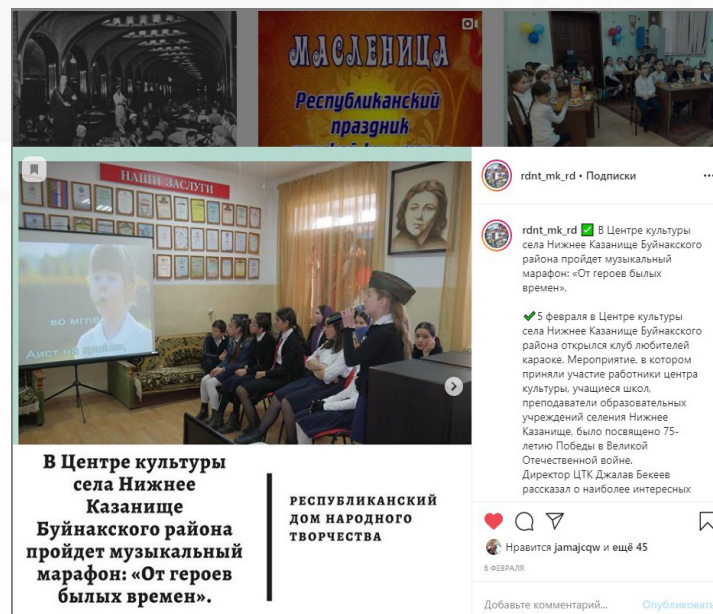 МАСЛЕНИЦА
Республиканский
праздник
НАШИ ЗАСЛУГИ
во мгле
Аист на крыше,
В Центре культуры
села Нижнее
Казанище
Буйнакского района
пройдет музыкальный
марафон: «От героев
былых времен».
РЕСПУБЛИКАНСКИЙ
ДОМ НАРОДНОГО
ТВОРЧЕСТВА
rdnt_mk_rd • Подписки
rdnt_mk_rd ✅ В Центре культуры
села Нижнее Казанище Буйнакского
района пройдет музыкальный
марафон: «От героев былых
времен».
✔5 февраля в Центре культуры
села Нижнее Казанище Буйнакского
района открылся клуб любителей
караоке. Мероприятие, в котором
приняли участие работники центра
культуры, учащиеся школ,
преподаватели образовательных
учреждений селения Нижнее
Казанище, было посвящено 75-
летию Победы в Великой
Отечественной войне.
Директор ЦТК Джалав Бекеев
рассказал о наиболее интересных
Нравится jamajcqw и ещё 45
6 ФЕВРАЛЯ
Добавьте комментарий...
Опубликовать